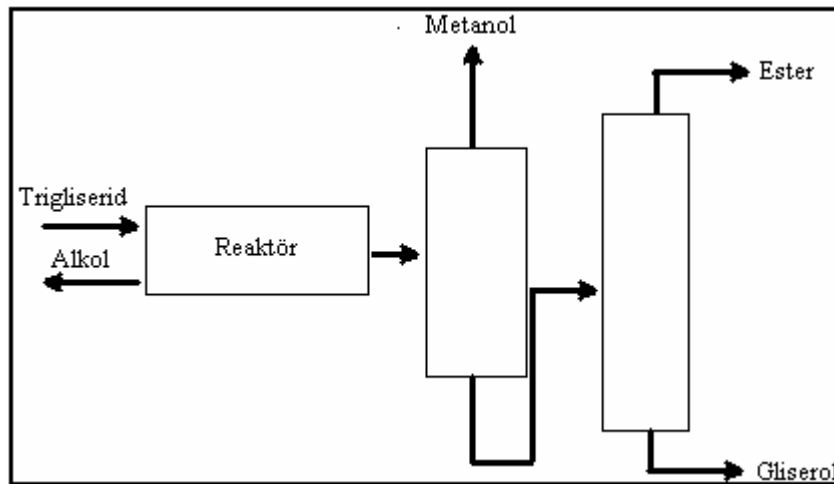 Metanol
Ester
Trigliserid
Reaktör
Alkol
Gliserol